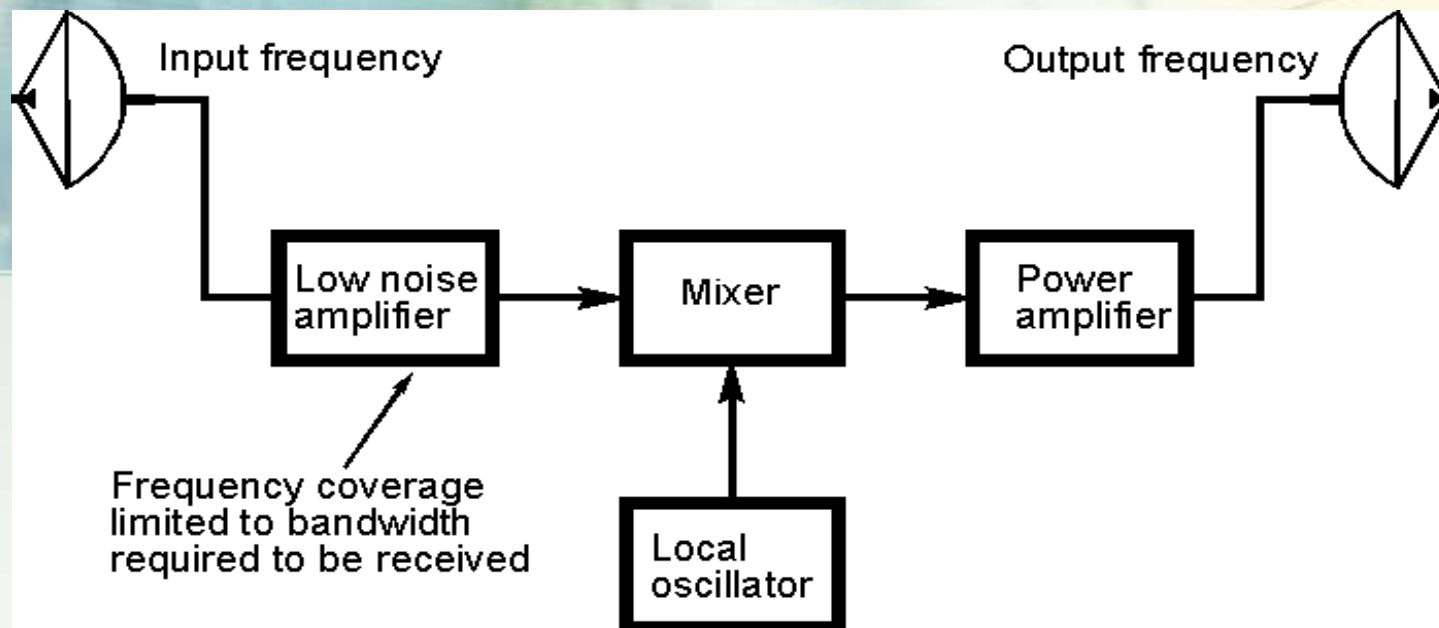 Input frequency
Output frequency
Low noise
amplifier
Mixer
Power
amplifier
Frequency coverage
limited to bandwidth
required to be received
Local
oscillator